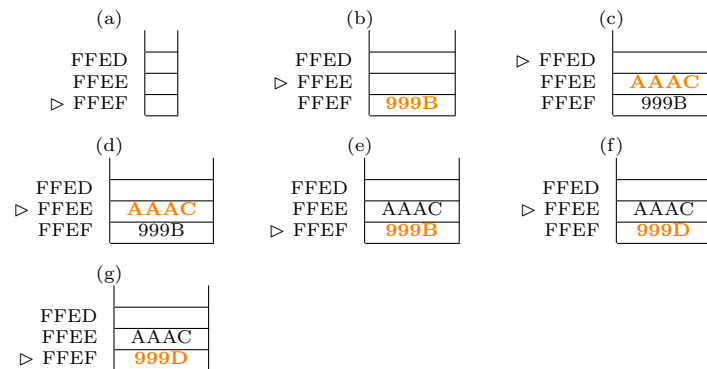 (a)
FFED
FFEE
▷ FFEF
(b)
FFED
▷ FFEE
FFEF 999B
(c)
▷ FFED
FFEE AAAC
FFEF 999B
(d)
FFED
▷ FFEE AAAC
FFEF 999B
(e)
FFED
FFEE AAAC
▷ FFEF 999B
(f)
FFED
▷ FFEE AAAC
FFEF 999D
(g)
FFED
FFEE AAAC
▷ FFEF 999D